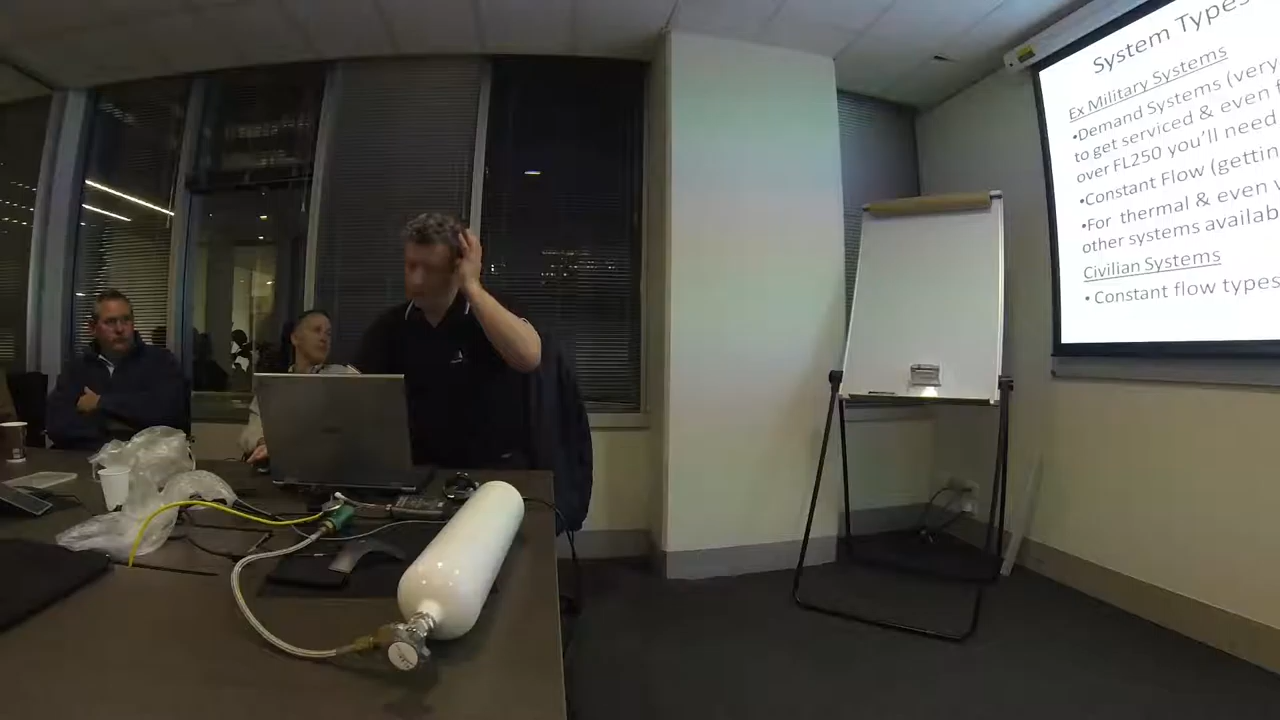 System Types
Ex Military Systems
•Demand Systems (very
to get serviced & even
over FL250 you'll need
•Constant Flow (gettin
•For thermal & even
other systems availab
Civilian Systems
• Constant flow types